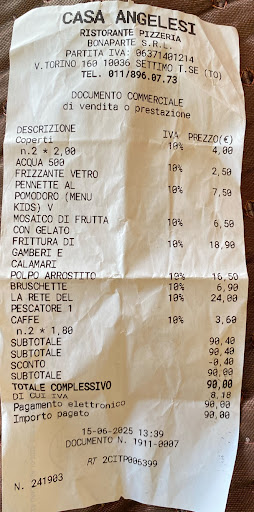 CASA ANGELESI
RISTORANTE PIZZERIA
BONAPARTE S.R.L.
PARTITA IVA: 06371401214
V.TORINO 160 10036 SETTIMO T.SE (TO)
TEL. 011/896.07.73
DOCUMENTO COMMERCIALE
di vendita o prestazione
DESCRIZIONE IVA PREZZO(€)
Coperti
n.2 * 2,00 10% 4,00
ACQUA 500 10% 2,50
FRIZZANTE VETRO
PENNETTE AL 10% 7,50
POMODORO (MENU
KIDS) V
MOSAICO DI FRUTTA 10% 6,50
CON GELATO
FRITTURA DI 10% 18,90
GAMBERI E
CALAMARI
POLPO ARROSTITO 10% 16,50
BRUSCHETTE 10% 6,90
LA RETE DEL 10% 24,00
PESCATORE 1
CAFFE 10% 3,60
n.2 * 1,80
SUBTOTALE 90,40
SUBTOTALE 90,40
SCONTO -0,40
SUBTOTALE 90,00
TOTALE COMPLESSIVO 90,00
DI CUI IVA 8,18
Pagamento elettronico 90,00
Importo pagato 90,00
15-06-2025 13:39
DOCUMENTO N. 1911-0007
RT 2CITP006399
N. 241903